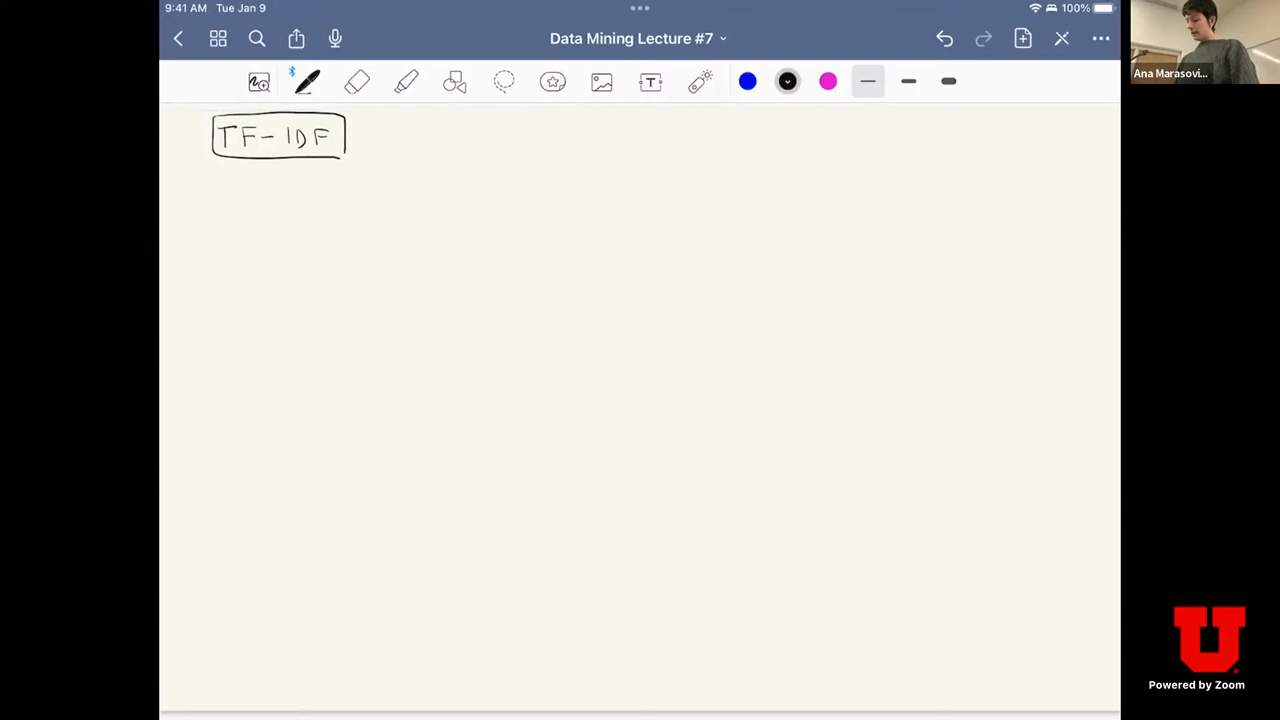 9:41 AM Tue Jan 9
100%
Data Mining Lecture #7
T
TF-IDF
Ana Marasovi...
U
Powered by Zoom